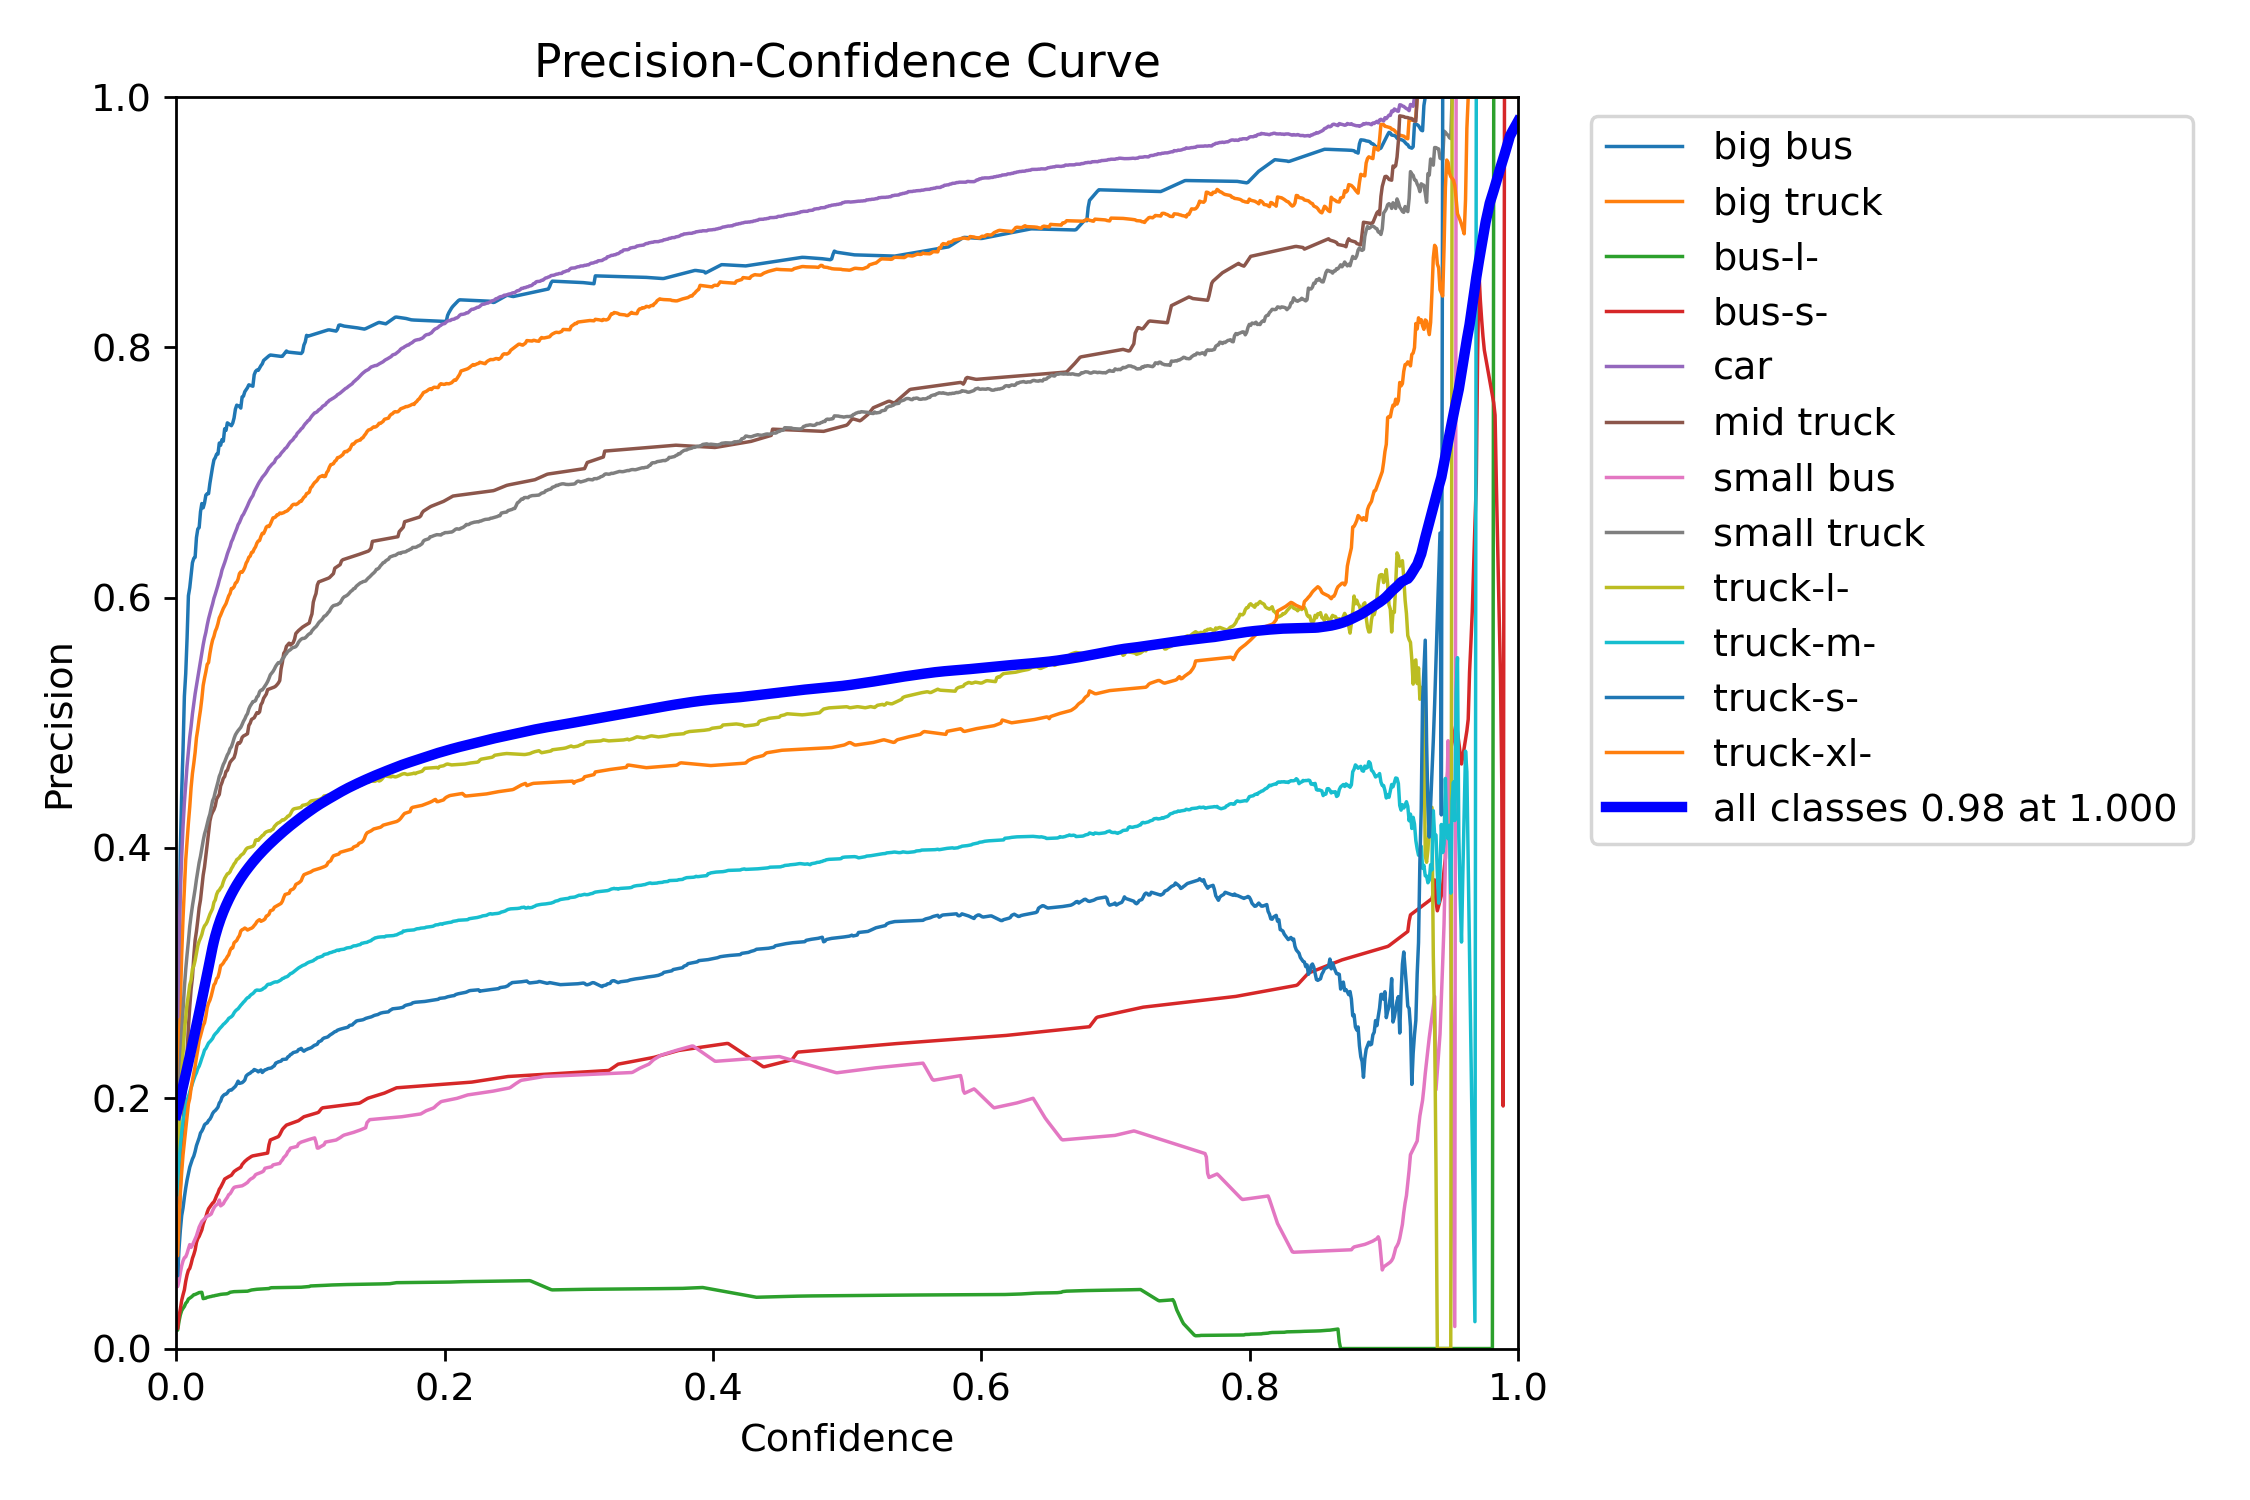 Precision-Confidence Curve
1.0
0.8
0.6
0.4
0.2
0.0
Precision
0.0 0.2 0.4 0.6 0.8 1.0
Confidence
big bus
big truck
bus-l-
bus-s-
car
mid truck
small bus
small truck
truck-l-
truck-m-
truck-s-
truck-xl-
all classes 0.98 at 1.000